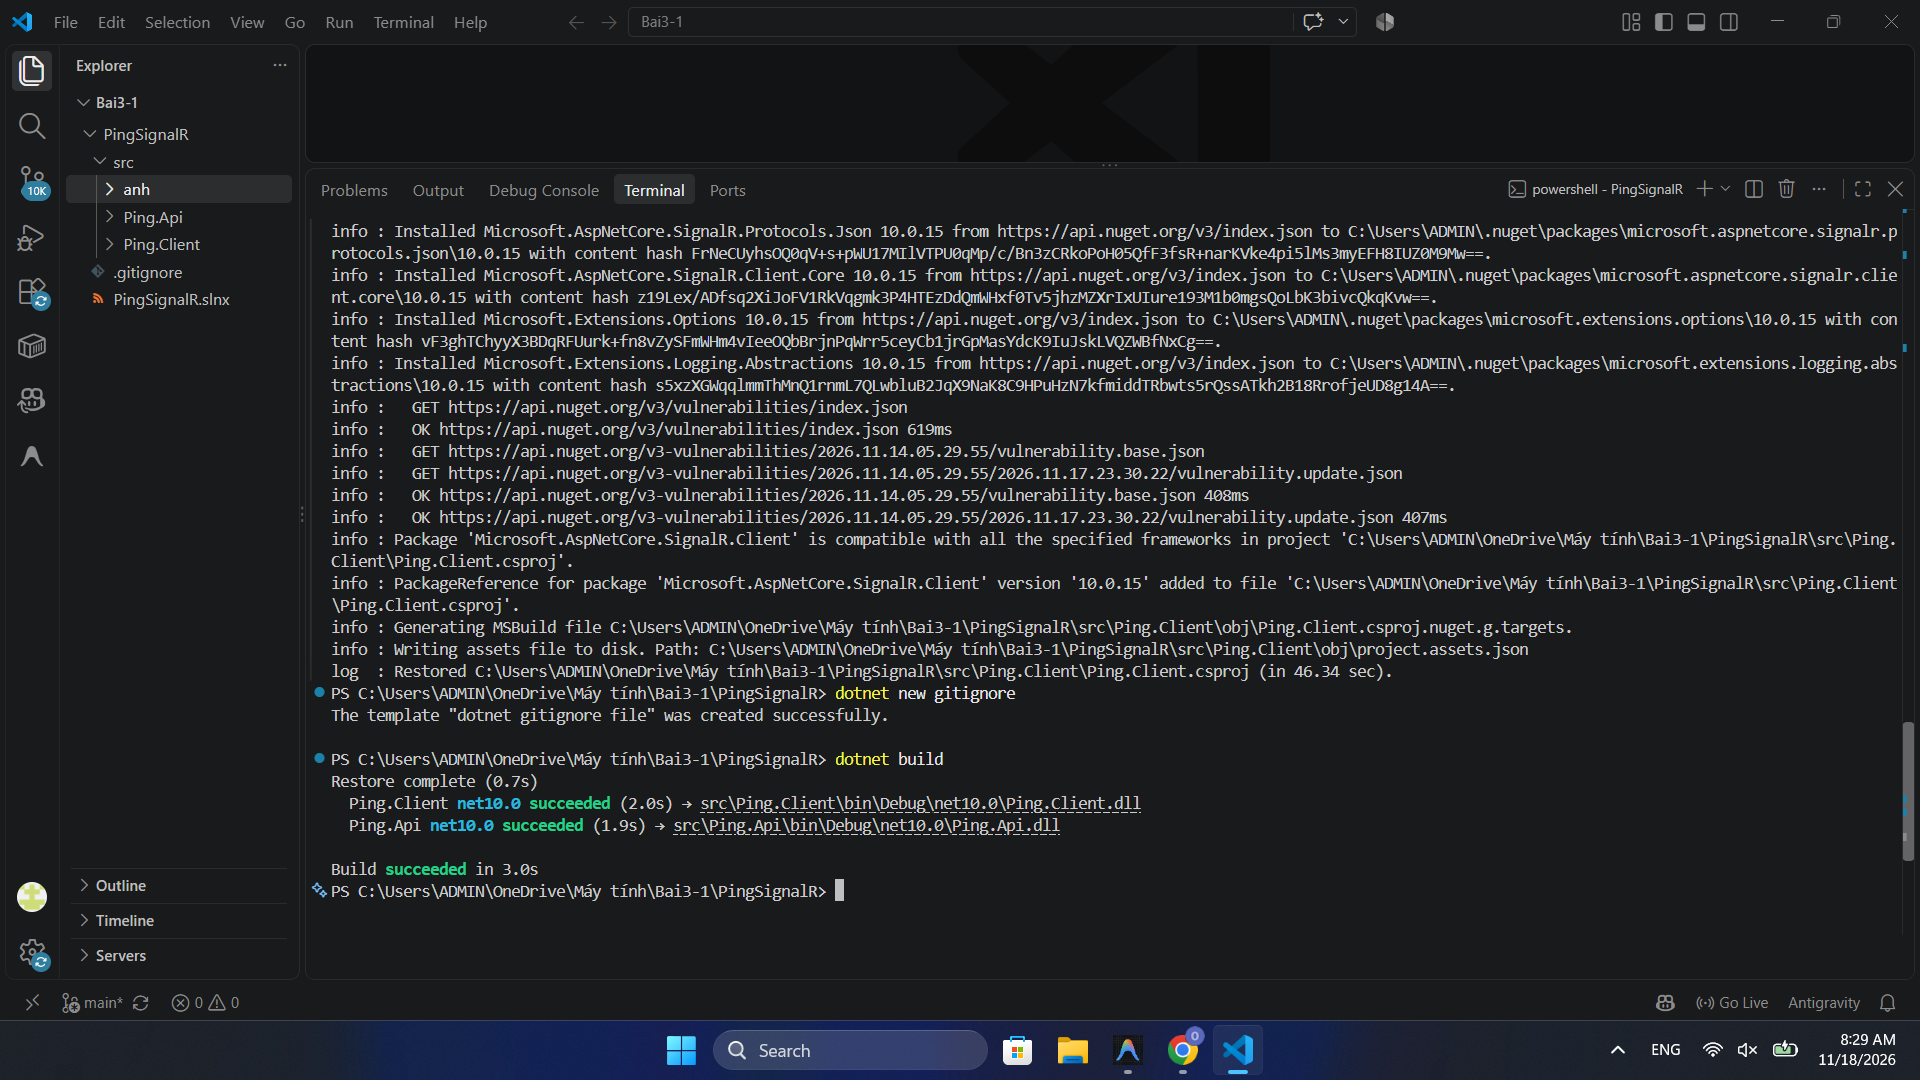 File Edit Selection View Go Run Terminal Help
Bai3-1
Explorer
Bai3-1
PingSignalR
src
anh
Ping.Api
Ping.Client
.gitignore
PingSignalR.slnx
10K
Outline
Timeline
Servers
Problems Output Debug Console Terminal Ports
powershell - PingSignalR
info : Installed Microsoft.AspNetCore.SignalR.Protocols.Json 10.0.15 from https://api.nuget.org/v3/index.json to C:\Users\ADMIN\.nuget\packages\microsoft.aspnetcore.signalr.p
rotocols.json\10.0.15 with content hash FrNeCUyhsOQ0qV+s+pWU17MIlVTPU0qMp/c/Bn3zCRkoPoH05QfF3fsR+narKVke4pi5lMs3myEFH8IUZ0M9Mw==.
info : Installed Microsoft.AspNetCore.SignalR.Client.Core 10.0.15 from https://api.nuget.org/v3/index.json to C:\Users\ADMIN\.nuget\packages\microsoft.aspnetcore.signalr.clie
nt.core\10.0.15 with content hash z19Lex/ADfsq2XiJoFV1RkVqgmk3P4HTEzDdQmWHxf0Tv5jhzMZXrIxUIure193M1b0mgsQoLbK3bivcQkqKvw==.
info : Installed Microsoft.Extensions.Options 10.0.15 from https://api.nuget.org/v3/index.json to C:\Users\ADMIN\.nuget\packages\microsoft.extensions.options\10.0.15 with con
tent hash vF3ghTChyyX3BDqRFUurk+fn8vZySFmWHm4vIeeOQbBrjnPqWrr5ceyCb1jrGpMasYdcK9IuJskLVQZWBfNxCg==.
info : Installed Microsoft.Extensions.Logging.Abstractions 10.0.15 from https://api.nuget.org/v3/index.json to C:\Users\ADMIN\.nuget\packages\microsoft.extensions.logging.abs
tractions\10.0.15 with content hash s5xzXGWqqlmmThMnQ1rnmL7QLwbluB2JqX9NaK8C9HPuHzN7kfmiddTRbwts5rQssATkh2B18RrofjeUD8g14A==.
info :   GET https://api.nuget.org/v3/vulnerabilities/index.json
info :   OK https://api.nuget.org/v3/vulnerabilities/index.json 619ms
info :   GET https://api.nuget.org/v3-vulnerabilities/2026.11.14.05.29.55/vulnerability.base.json
info :   GET https://api.nuget.org/v3-vulnerabilities/2026.11.14.05.29.55/2026.11.17.23.30.22/vulnerability.update.json
info :   OK https://api.nuget.org/v3-vulnerabilities/2026.11.14.05.29.55/vulnerability.base.json 408ms
info :   OK https://api.nuget.org/v3-vulnerabilities/2026.11.14.05.29.55/2026.11.17.23.30.22/vulnerability.update.json 407ms
info : Package 'Microsoft.AspNetCore.SignalR.Client' is compatible with all the specified frameworks in project 'C:\Users\ADMIN\OneDrive\Máy tính\Bai3-1\PingSignalR\src\Ping.
Client\Ping.Client.csproj'.
info : PackageReference for package 'Microsoft.AspNetCore.SignalR.Client' version '10.0.15' added to file 'C:\Users\ADMIN\OneDrive\Máy tính\Bai3-1\PingSignalR\src\Ping.Client
\Ping.Client.csproj'.
info : Generating MSBuild file C:\Users\ADMIN\OneDrive\Máy tính\Bai3-1\PingSignalR\src\Ping.Client\obj\Ping.Client.csproj.nuget.g.targets.
info : Writing assets file to disk. Path: C:\Users\ADMIN\OneDrive\Máy tính\Bai3-1\PingSignalR\src\Ping.Client\obj\project.assets.json
log  : Restored C:\Users\ADMIN\OneDrive\Máy tính\Bai3-1\PingSignalR\src\Ping.Client\Ping.Client.csproj (in 46.34 sec).
PS C:\Users\ADMIN\OneDrive\Máy tính\Bai3-1\PingSignalR> dotnet new gitignore
The template "dotnet gitignore file" was created successfully.
PS C:\Users\ADMIN\OneDrive\Máy tính\Bai3-1\PingSignalR> dotnet build
Restore complete (0.7s)
Ping.Client net10.0 succeeded (2.0s) → src\Ping.Client\bin\Debug\net10.0\Ping.Client.dll
Ping.Api net10.0 succeeded (1.9s) → src\Ping.Api\bin\Debug\net10.0\Ping.Api.dll
Build succeeded in 3.0s
PS C:\Users\ADMIN\OneDrive\Máy tính\Bai3-1\PingSignalR>
main* 0 0
Go Live Antigravity
Search
0
ENG
8:29 AM
11/18/2026